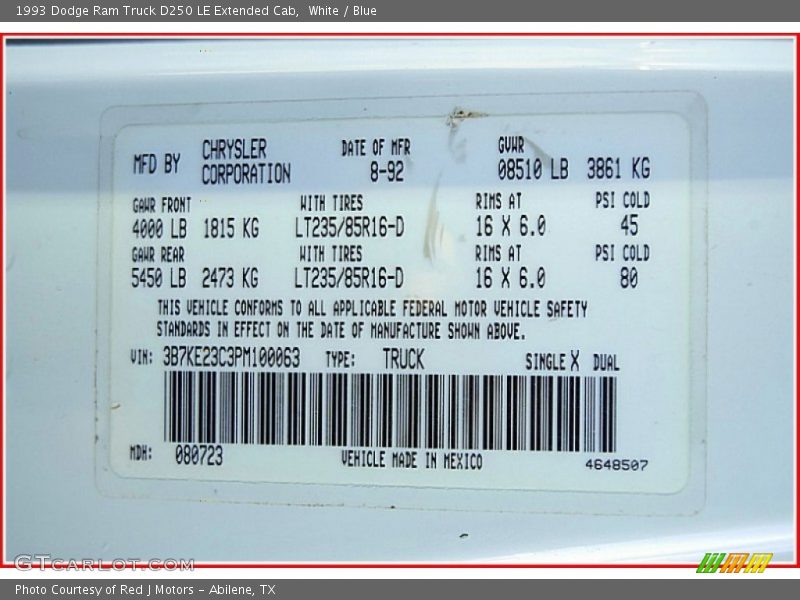 1993 Dodge Ram Truck D250 LE Extended Cab,  White / Blue
MFD BY CHRYSLER CORPORATION DATE OF MFR 8-92 GVWR 08510 LB 3861 KG
GAWR FRONT WITH TIRES RIMS AT PSI COLD
4000 LB 1815 KG LT235/85R16-D 16 X 6.0 45
GAWR REAR WITH TIRES RIMS AT PSI COLD
5450 LB 2473 KG LT235/85R16-D 16 X 6.0 80
THIS VEHICLE CONFORMS TO ALL APPLICABLE FEDERAL MOTOR VEHICLE SAFETY
STANDARDS IN EFFECT ON THE DATE OF MANUFACTURE SHOWN ABOVE.
VIN: 3B7KE23C3PM100063 TYPE: TRUCK SINGLE X DUAL
MDH: 080723 VEHICLE MADE IN MEXICO 4648507
GTCARLOT.COM
Photo Courtesy of Red J Motors - Abilene, TX